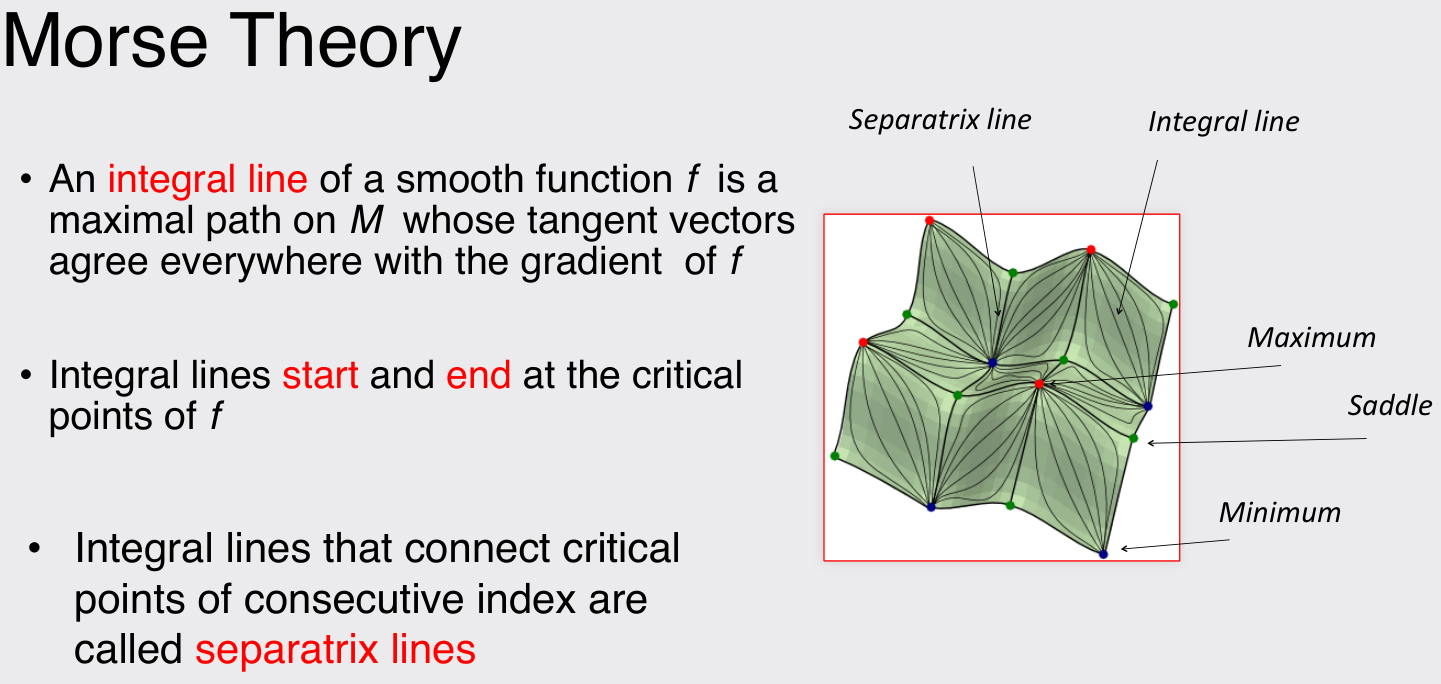 Morse Theory
• An integral line of a smooth function f is a
maximal path on M whose tangent vectors
agree everywhere with the gradient of f
• Integral lines start and end at the critical
points of f
• Integral lines that connect critical
points of consecutive index are
called separatrix lines
Separatrix line
Integral line
Maximum
Saddle
Minimum